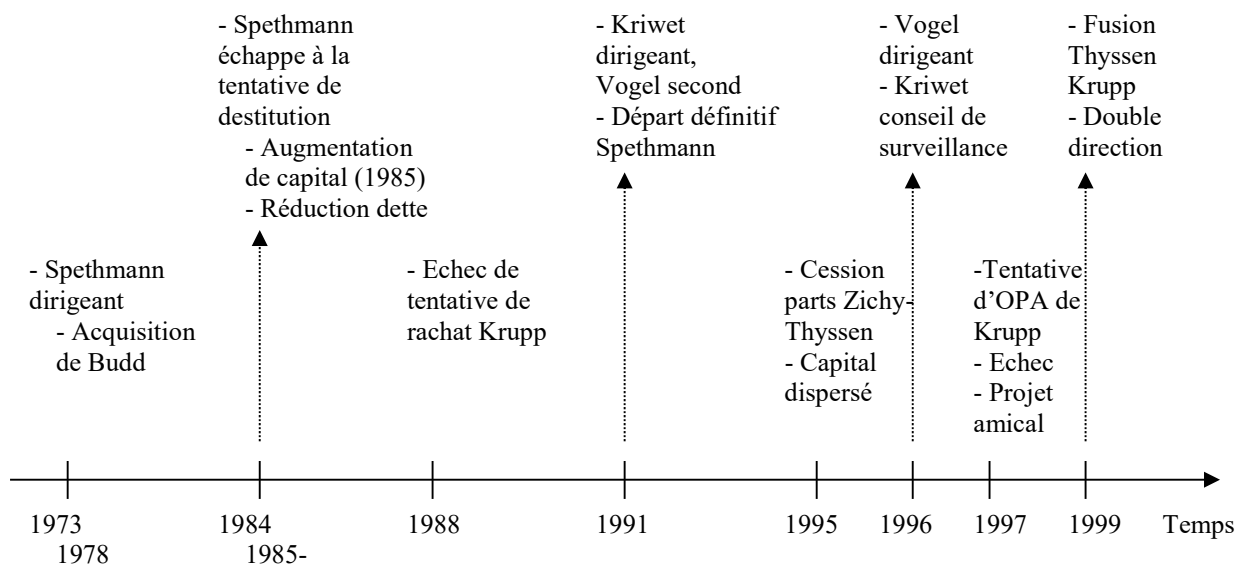 - Spethmann
échappe à la
tentative de
destitution
- Augmentation
de capital (1985)
- Réduction dette
- Kriwet
dirigeant,
Vogel second
- Départ définitif
Spethmann
- Vogel
dirigeant
- Kriwet
conseil de
surveillance
- Fusion
Thyssen
Krupp
- Double
direction
- Spethmann
dirigeant
- Acquisition
de Budd
- Echec de
tentative de
rachat Krupp
- Cession
parts Zichy-
Thyssen
- Capital
dispersé
-Tentative
d’OPA de
Krupp
- Echec
- Projet
amical
1973
1978
1984
1985-
1988
1991
1995
1996
1997
1999
Temps